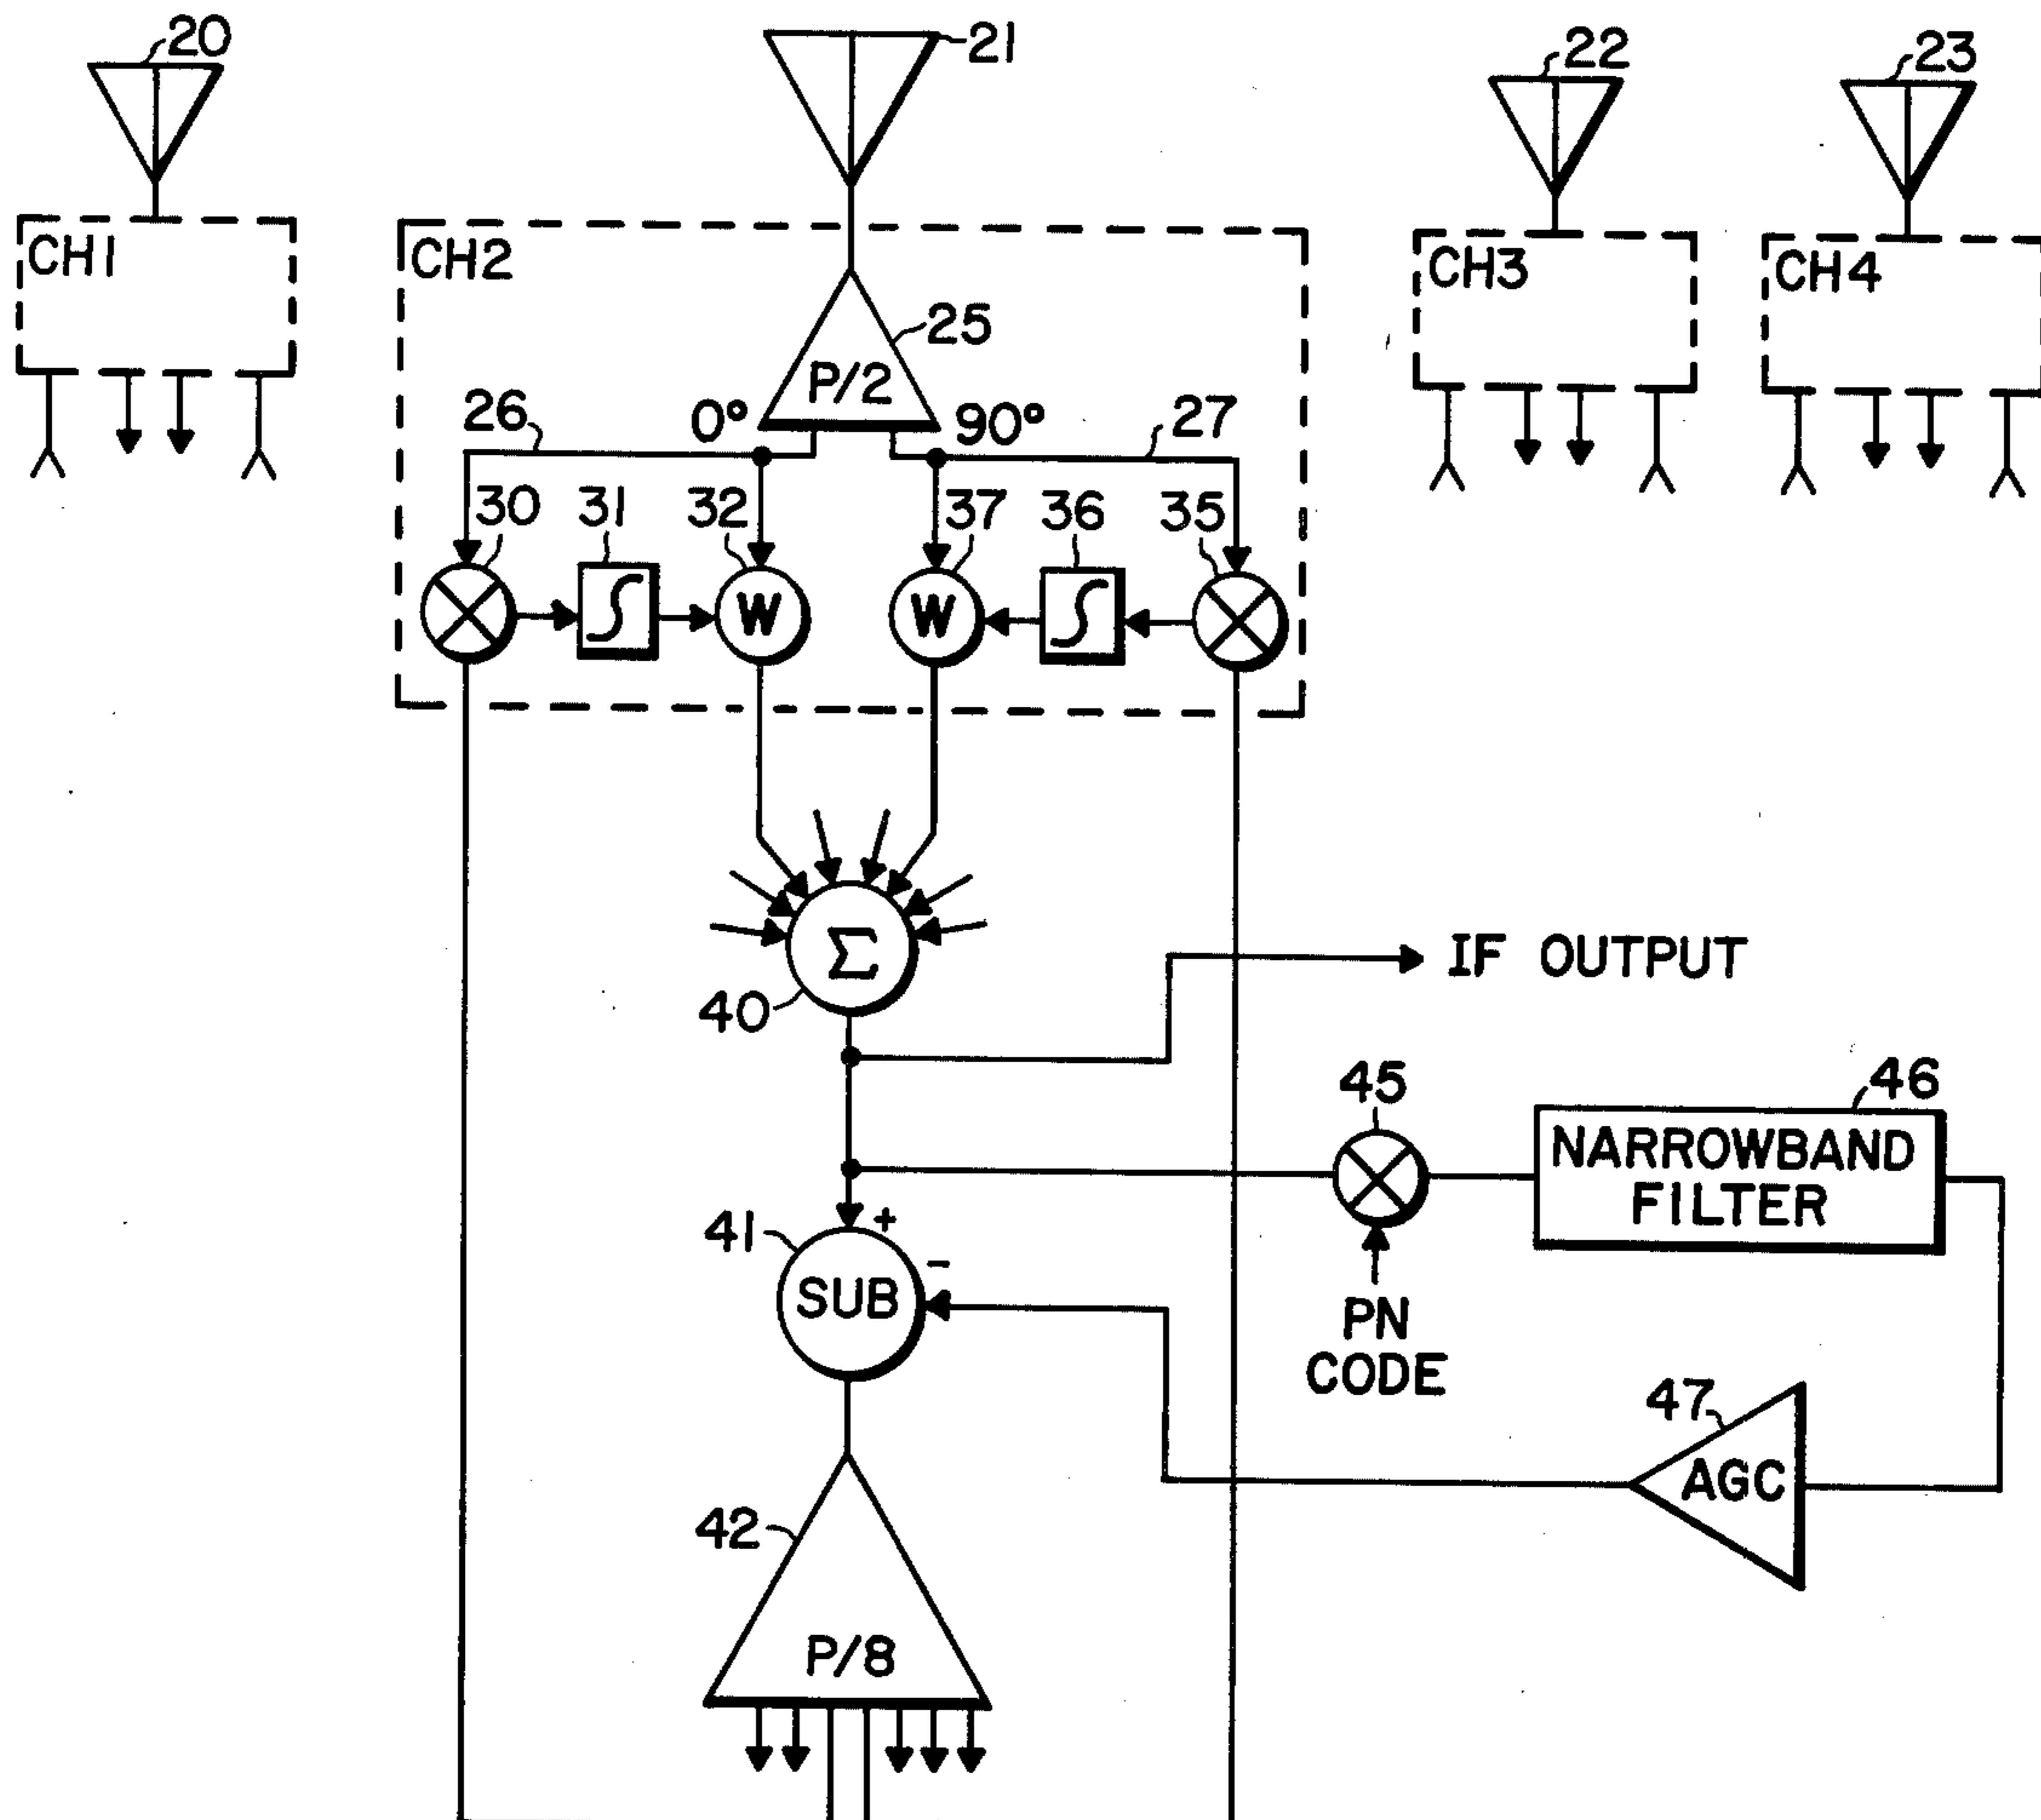 20
21
22
23
CH1
CH2
CH3
CH4
25
P/2
26
0°
90°
27
30
31
32
37
36
35
∫
W
W
∫
Σ
40
IF OUTPUT
45
46
NARROWBAND
FILTER
41
+
-
SUB
PN
CODE
47
AGC
42
P/8